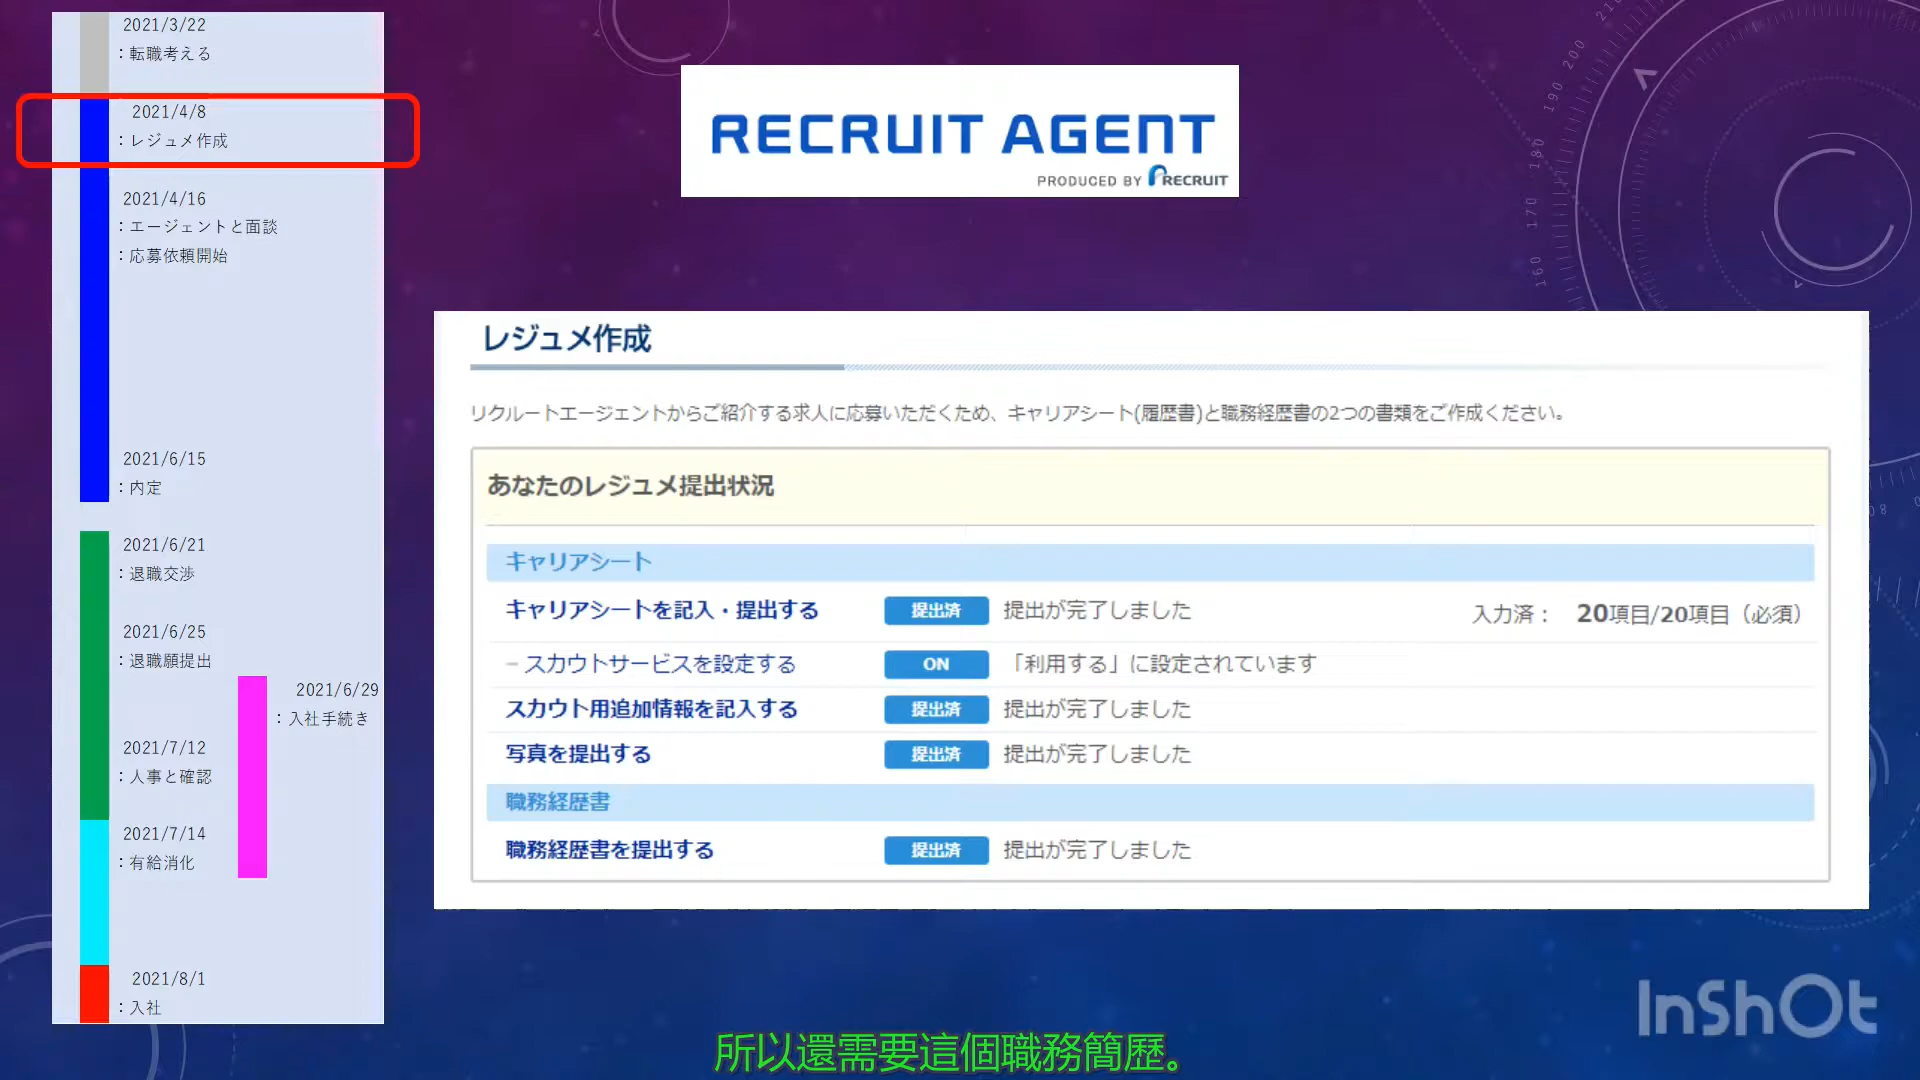 2021/3/22
：転職考える
2021/4/8
：レジュメ作成
2021/4/16
：エージェントと面談
：応募依頼開始
2021/6/15
：内定
2021/6/21
：退職交渉
2021/6/25
：退職願提出
2021/6/29
：入社手続き
2021/7/12
：人事と確認
2021/7/14
：有給消化
2021/8/1
：入社
RECRUIT AGENT
PRODUCED BY RECRUIT
レジュメ作成
リクルートエージェントからご紹介する求人に応募いただくため、キャリアシート(履歴書)と職務経歴書の2つの書類をご作成ください。
あなたのレジュメ提出状況
キャリアシート
キャリアシートを記入・提出する 提出済 提出が完了しました 入力済： 20項目/20項目（必須）
－スカウトサービスを設定する ON 「利用する」に設定されています
スカウト用追加情報を記入する 提出済 提出が完了しました
写真を提出する 提出済 提出が完了しました
職務経歴書
職務経歴書を提出する 提出済 提出が完了しました
210
200
190
180
170
160
InShOt
所以還需要這個職務簡歷。